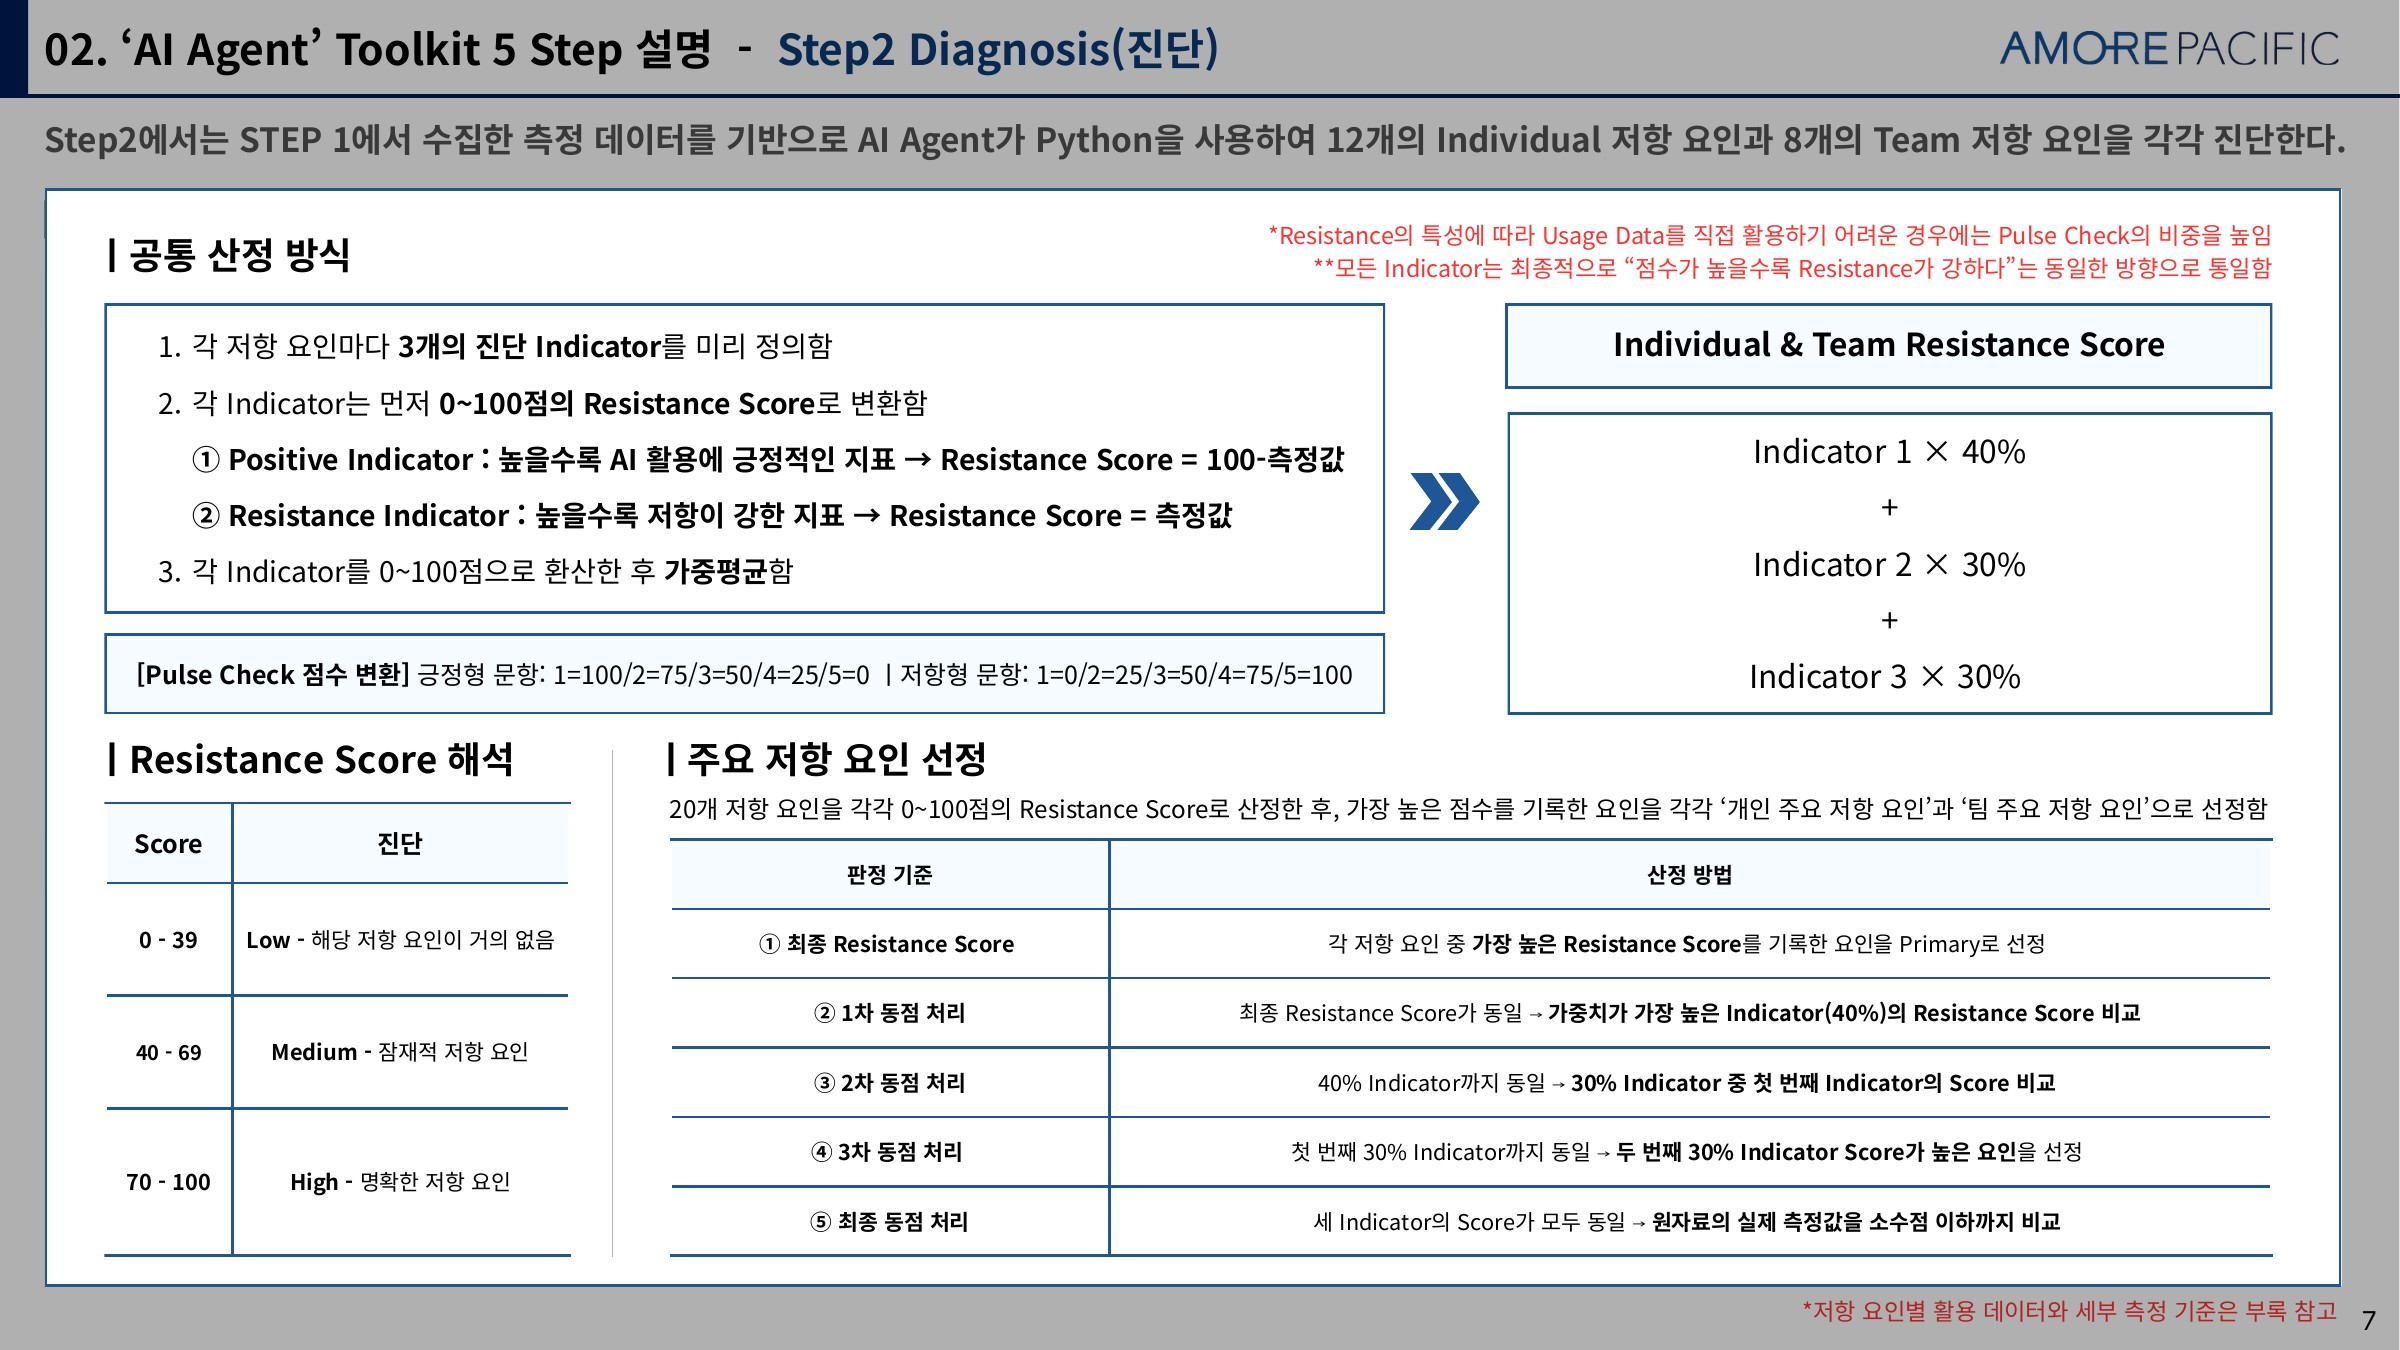 02. ‘AI Agent’ Toolkit 5 Step 설명 - Step2 Diagnosis(진단)
AMOREPACIFIC
Step2에서는 STEP 1에서 수집한 측정 데이터를 기반으로 AI Agent가 Python을 사용하여 12개의 Individual 저항 요인과 8개의 Team 저항 요인을 각각 진단한다.
| 공통 산정 방식
*Resistance의 특성에 따라 Usage Data를 직접 활용하기 어려운 경우에는 Pulse Check의 비중을 높임
**모든 Indicator는 최종적으로 “점수가 높을수록 Resistance가 강하다”는 동일한 방향으로 통일함
1. 각 저항 요인마다 3개의 진단 Indicator를 미리 정의함
2. 각 Indicator는 먼저 0~100점의 Resistance Score로 변환함
① Positive Indicator : 높을수록 AI 활용에 긍정적인 지표 → Resistance Score = 100-측정값
② Resistance Indicator : 높을수록 저항이 강한 지표 → Resistance Score = 측정값
3. 각 Indicator를 0~100점으로 환산한 후 가중평균함
[Pulse Check 점수 변환] 긍정형 문항: 1=100/2=75/3=50/4=25/5=0 | 저항형 문항: 1=0/2=25/3=50/4=75/5=100
Individual & Team Resistance Score
Indicator 1 × 40%
+
Indicator 2 × 30%
+
Indicator 3 × 30%
| Resistance Score 해석
Score 진단
0 - 39 Low - 해당 저항 요인이 거의 없음
40 - 69 Medium - 잠재적 저항 요인
70 - 100 High - 명확한 저항 요인
| 주요 저항 요인 선정
20개 저항 요인을 각각 0~100점의 Resistance Score로 산정한 후, 가장 높은 점수를 기록한 요인을 각각 ‘개인 주요 저항 요인’과 ‘팀 주요 저항 요인’으로 선정함
판정 기준 산정 방법
① 최종 Resistance Score 각 저항 요인 중 가장 높은 Resistance Score를 기록한 요인을 Primary로 선정
② 1차 동점 처리 최종 Resistance Score가 동일 → 가중치가 가장 높은 Indicator(40%)의 Resistance Score 비교
③ 2차 동점 처리 40% Indicator까지 동일 → 30% Indicator 중 첫 번째 Indicator의 Score 비교
④ 3차 동점 처리 첫 번째 30% Indicator까지 동일 → 두 번째 30% Indicator Score가 높은 요인을 선정
⑤ 최종 동점 처리 세 Indicator의 Score가 모두 동일 → 원자료의 실제 측정값을 소수점 이하까지 비교
*저항 요인별 활용 데이터와 세부 측정 기준은 부록 참고
7